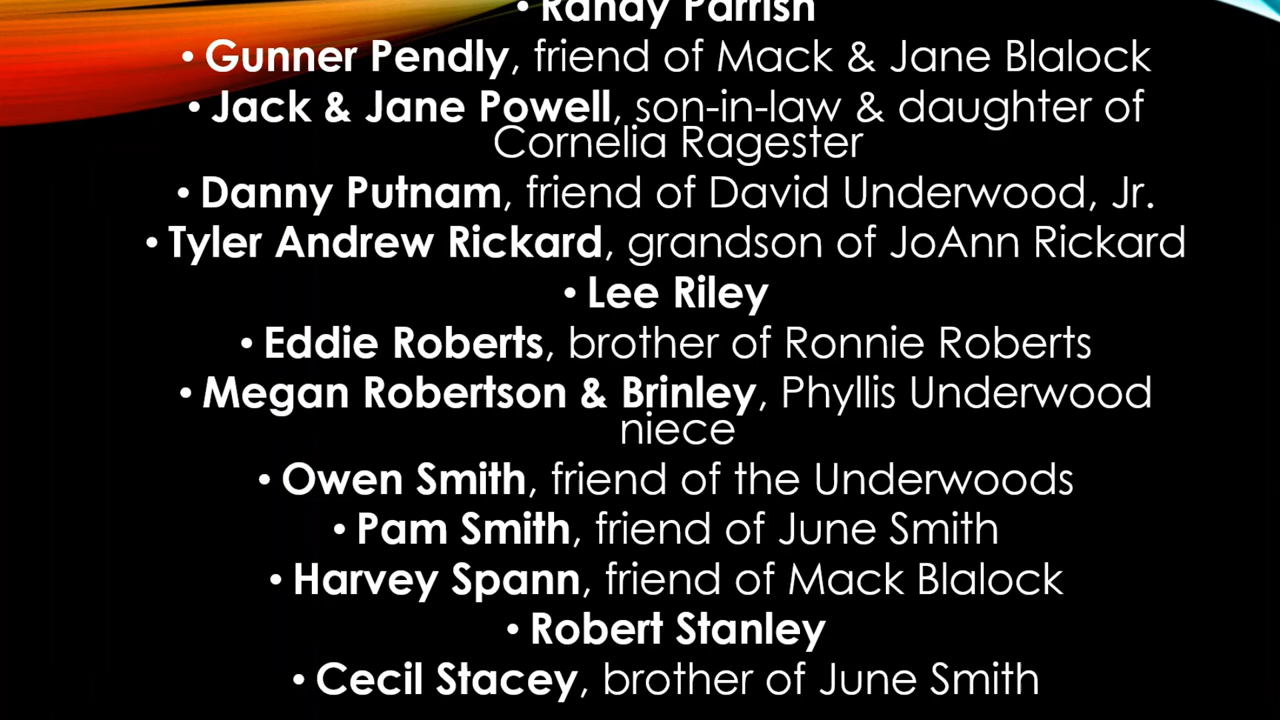 • Randy Parrish
• Gunner Pendly, friend of Mack & Jane Blalock
• Jack & Jane Powell, son-in-law & daughter of
Cornelia Ragester
• Danny Putnam, friend of David Underwood, Jr.
• Tyler Andrew Rickard, grandson of JoAnn Rickard
• Lee Riley
• Eddie Roberts, brother of Ronnie Roberts
• Megan Robertson & Brinley, Phyllis Underwood
niece
• Owen Smith, friend of the Underwoods
• Pam Smith, friend of June Smith
• Harvey Spann, friend of Mack Blalock
• Robert Stanley
• Cecil Stacey, brother of June Smith